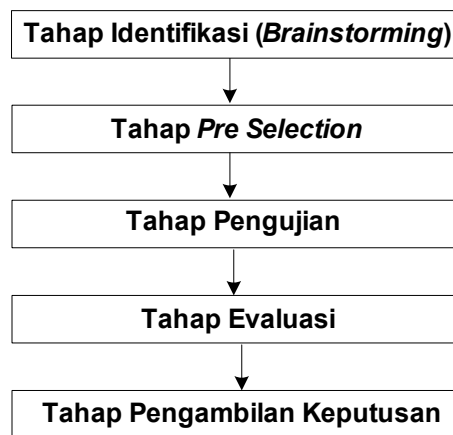 Tahap Identifikasi (Brainstorming)
Tahap Pre Selection
Tahap Pengujian
Tahap Evaluasi
Tahap Pengambilan Keputusan